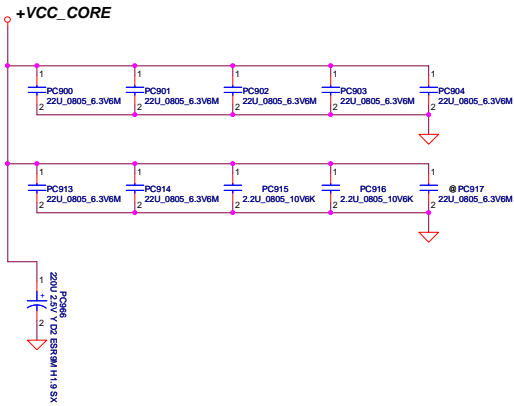 +VCC_CORE
1 1 1 1 1
PC900 PC901 PC902 PC903 PC904
22U_0805_6.3V6M 22U_0805_6.3V6M 22U_0805_6.3V6M 22U_0805_6.3V6M 22U_0805_6.3V6M
2 2 2 2 2
1 1 1 1 1
PC913 PC914 PC915 PC916 @PC917
22U_0805_6.3V6M 22U_0805_6.3V6M 2.2U_0805_10V6K 2.2U_0805_10V6K 22U_0805_6.3V6M
2 2 2 2 2
1
+
2
PC966
220U 2.5V Y D2 ESR9M H1.9 SX